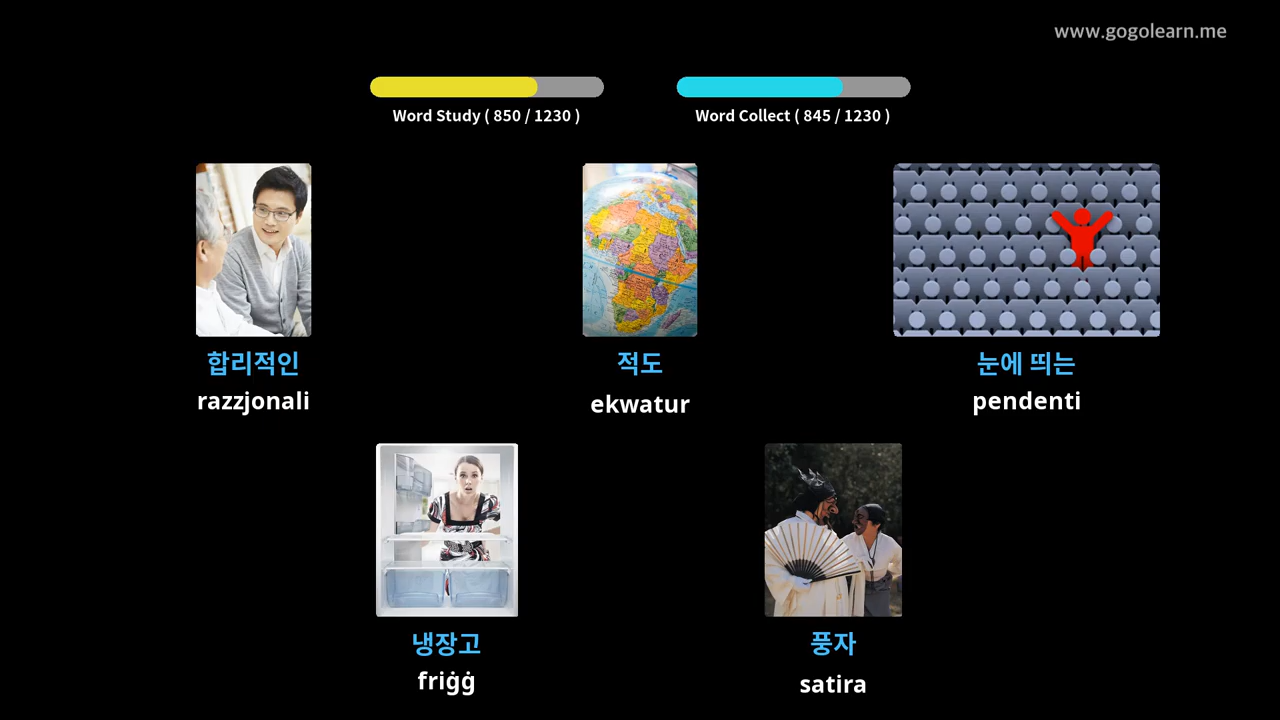 www.gogolearn.me
Word Study ( 850 / 1230 )
Word Collect ( 845 / 1230 )
합리적인
razzjonali
적도
ekwatur
눈에 띄는
pendenti
냉장고
friġġ
풍자
satira